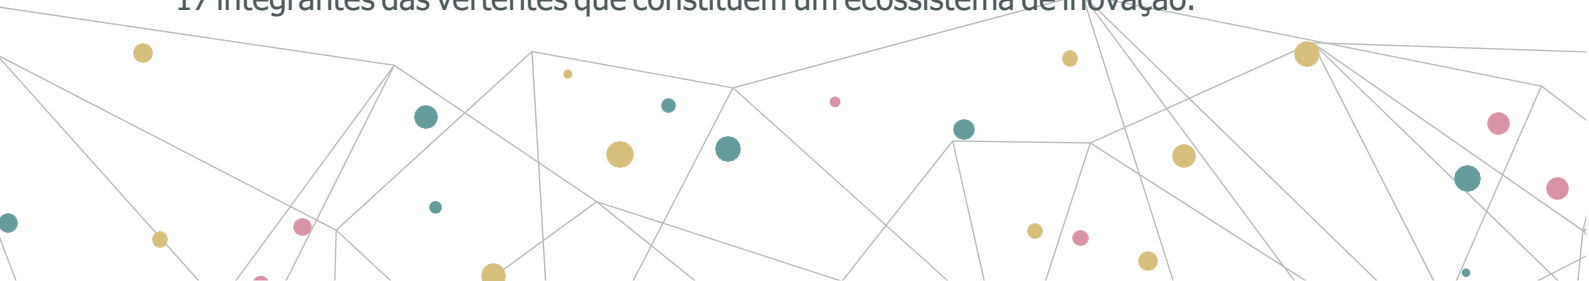 17 integrantes das vertentes que constituem um ecossistema de inovação.